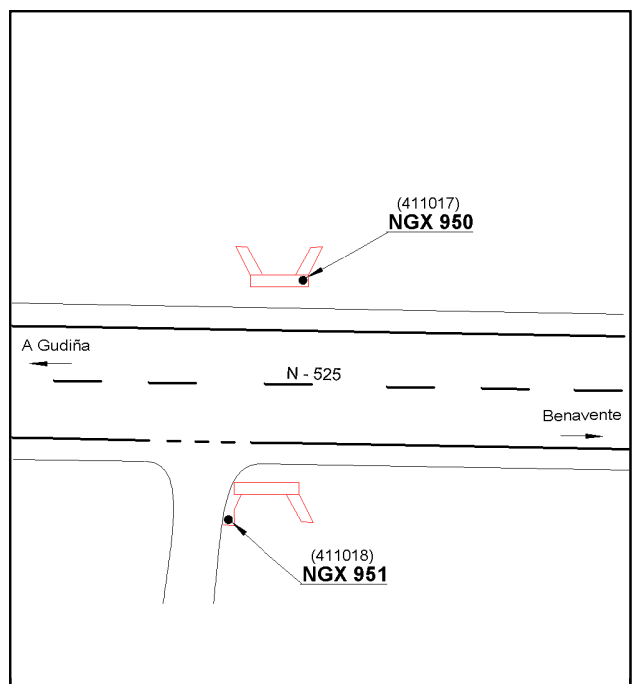 (411017)
NGX 950
A Gudiña
N - 525
Benavente
(411018)
NGX 951